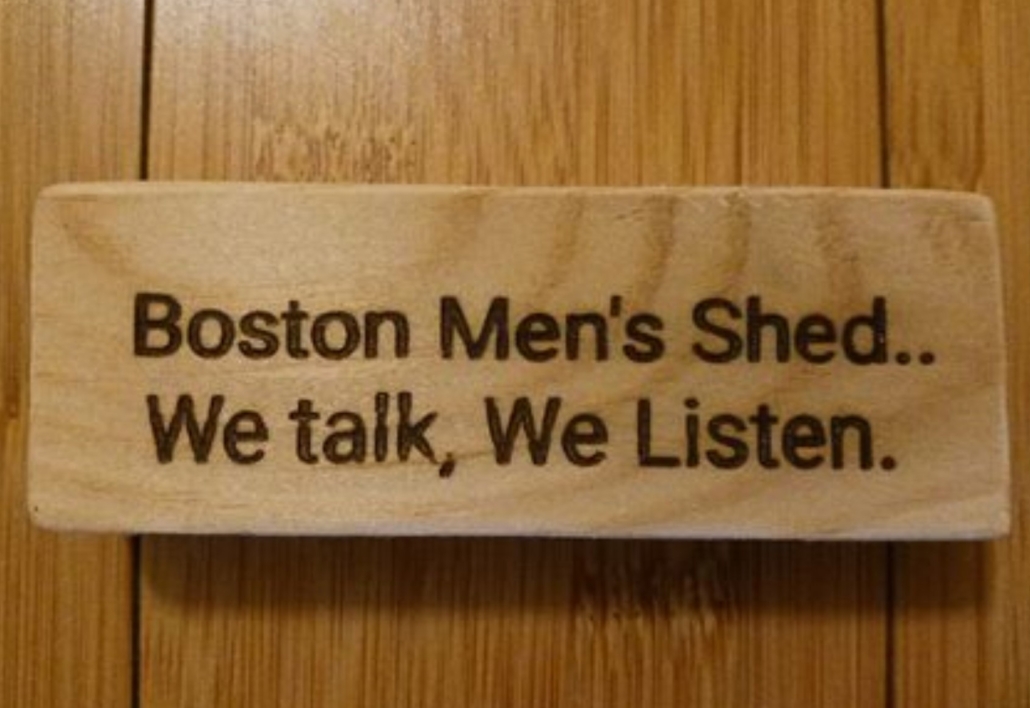 Boston Men's Shed..
We talk, We Listen.